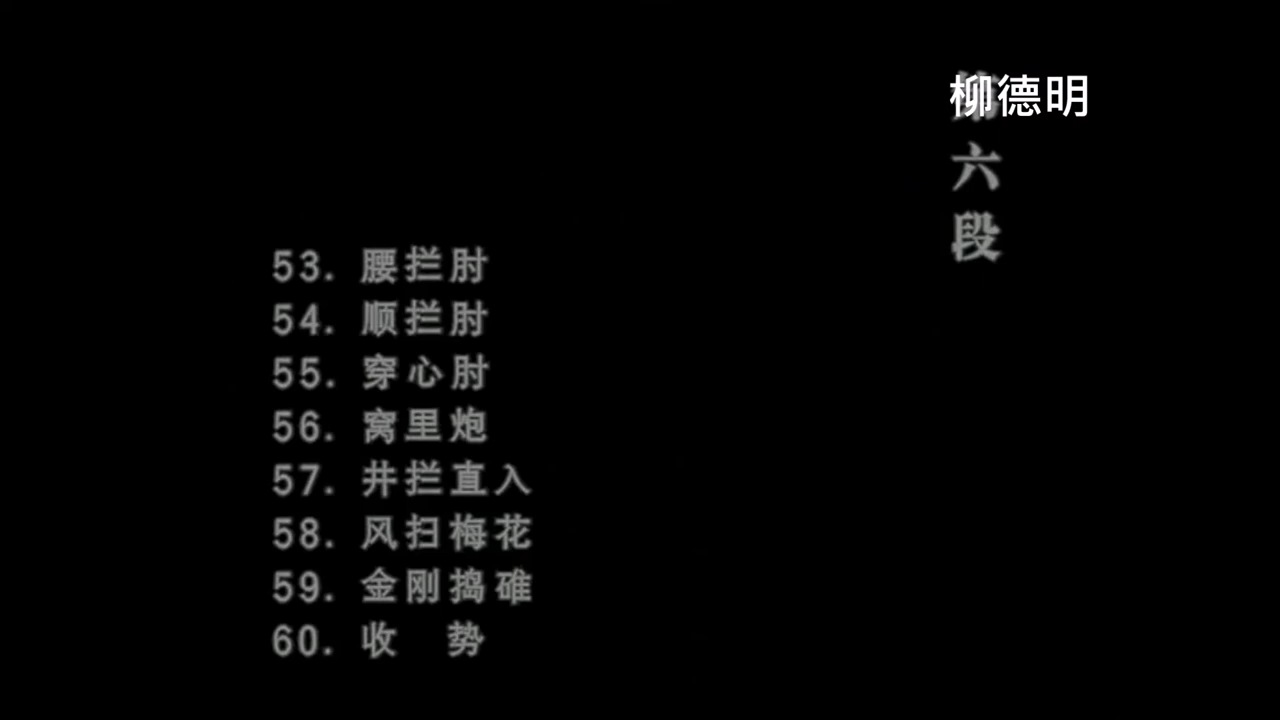 柳德明
第六段
53. 腰拦肘
54. 顺拦肘
55. 穿心肘
56. 窝里炮
57. 井拦直入
58. 风扫梅花
59. 金刚捣碓
60. 收 势